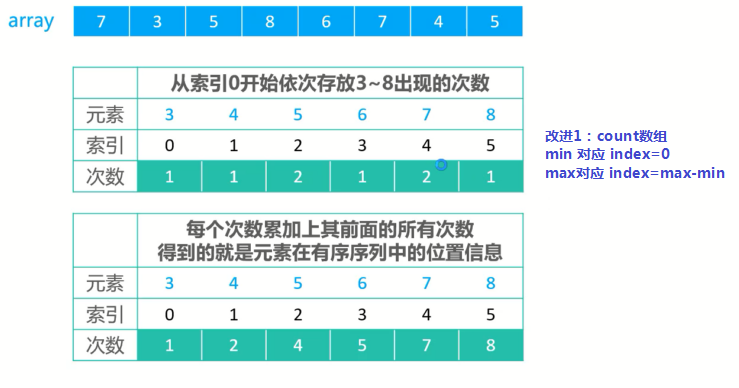 array 7 3 5 8 6 7 4 5
从索引0开始依次存放3~8出现的次数
元素 3 4 5 6 7 8
索引 0 1 2 3 4 5
次数 1 1 2 1 2 1
改进1：count数组
min 对应 index=0
max对应 index=max-min
每个次数累加上其前面的所有次数
得到的就是元素在有序序列中的位置信息
元素 3 4 5 6 7 8
索引 0 1 2 3 4 5
次数 1 2 4 5 7 8